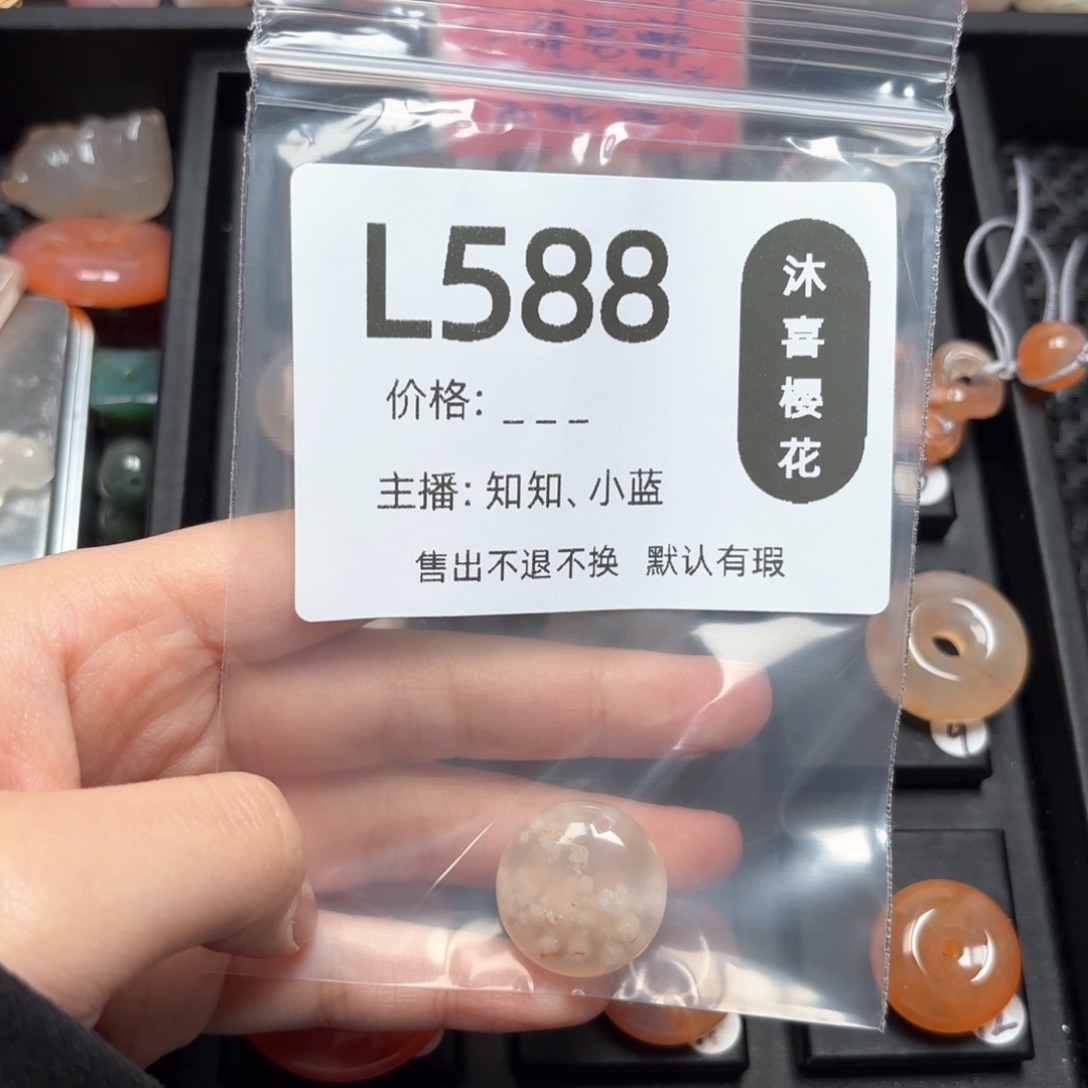 L588
价格: _ _ _
主播: 知知、小蓝
售出不退不换 默认有瑕
沐喜樱花